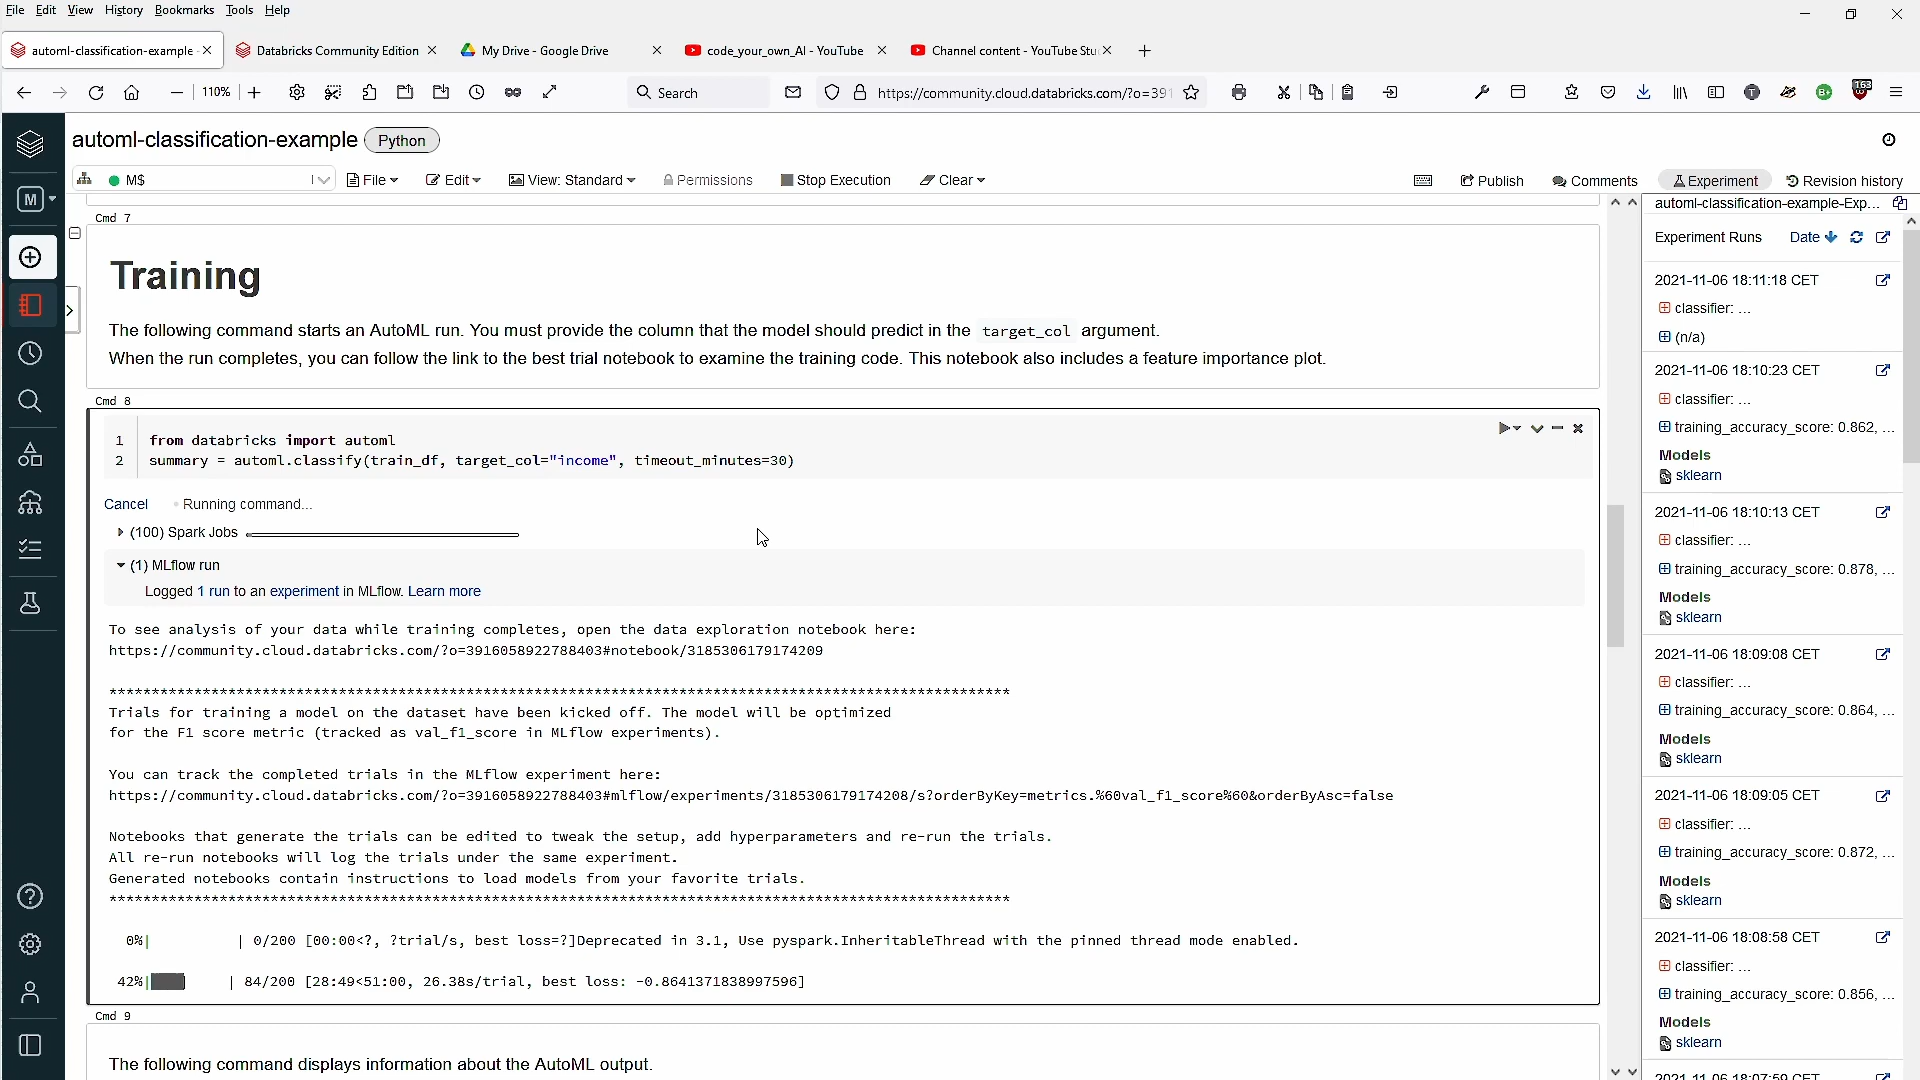 File Edit View History Bookmarks Tools Help
automl-classification-example - Databricks Community Edition My Drive - Google Drive code_your_own_AI - YouTube Channel content - YouTube Stu
110% Search https://community.cloud.databricks.com/?o=391 163
automl-classification-example Python
M M$ File Edit View: Standard Permissions Stop Execution Clear Publish Comments Experiment Revision history
Cmd 7
Training
The following command starts an AutoML run. You must provide the column that the model should predict in the target_col argument.
When the run completes, you can follow the link to the best trial notebook to examine the training code. This notebook also includes a feature importance plot.
Cmd 8
1 from databricks import automl
2 summary = automl.classify(train_df, target_col="income", timeout_minutes=30)
Cancel Running command...
(100) Spark Jobs
(1) MLflow run
Logged 1 run to an experiment in MLflow. Learn more
To see analysis of your data while training completes, open the data exploration notebook here:
https://community.cloud.databricks.com/?o=3916058922788403#notebook/3185306179174209
Trials for training a model on the dataset have been kicked off. The model will be optimized
for the F1 score metric (tracked as val_f1_score in MLflow experiments).
You can track the completed trials in the MLflow experiment here:
https://community.cloud.databricks.com/?o=3916058922788403#mlflow/experiments/3185306179174208/s?orderByKey=metrics.%60val_f1_score%60&orderByAsc=false
Notebooks that generate the trials can be edited to tweak the setup, add hyperparameters and re-run the trials.
All re-run notebooks will log the trials under the same experiment.
Generated notebooks contain instructions to load models from your favorite trials.
0%| | 0/200 [00:00<?, ?trial/s, best loss=?]Deprecated in 3.1, Use pyspark.InheritableThread with the pinned thread mode enabled.
42%| | 84/200 [28:49<51:00, 26.38s/trial, best loss: -0.8641371838997596]
Cmd 9
The following command displays information about the AutoML output.
automl-classification-example-Exp...
Experiment Runs Date
2021-11-06 18:11:18 CET
classifier: ...
(n/a)
2021-11-06 18:10:23 CET
classifier: ...
training_accuracy_score: 0.862, ...
Models
sklearn
2021-11-06 18:10:13 CET
classifier: ...
training_accuracy_score: 0.878, ...
Models
sklearn
2021-11-06 18:09:08 CET
classifier: ...
training_accuracy_score: 0.864, ...
Models
sklearn
2021-11-06 18:09:05 CET
classifier: ...
training_accuracy_score: 0.872, ...
Models
sklearn
2021-11-06 18:08:58 CET
classifier: ...
training_accuracy_score: 0.856, ...
Models
sklearn
2021-11-06 18:07:59 CET